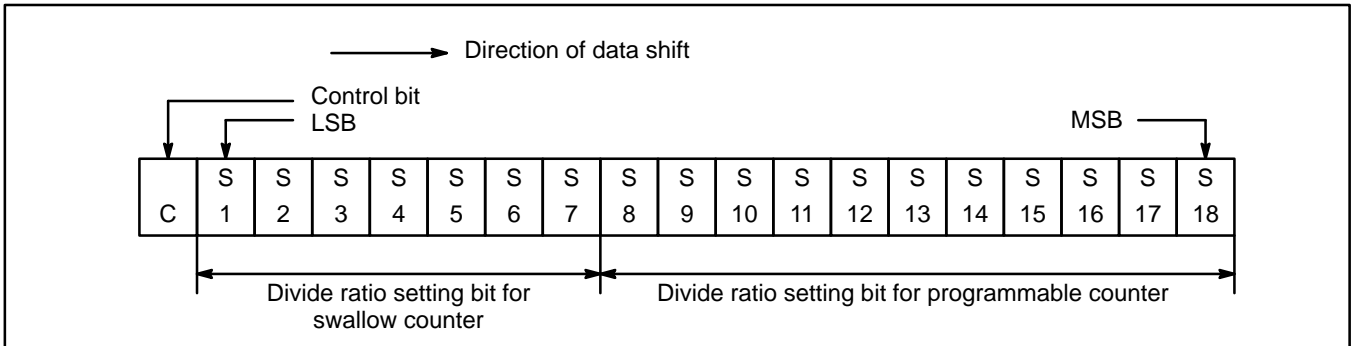 Direction of data shift
Control bit
LSB
MSB
S S S S S S S S S S S S S S S S S S
C 1 2 3 4 5 6 7 8 9 10 11 12 13 14 15 16 17 18
Divide ratio setting bit for
swallow counter
Divide ratio setting bit for programmable counter